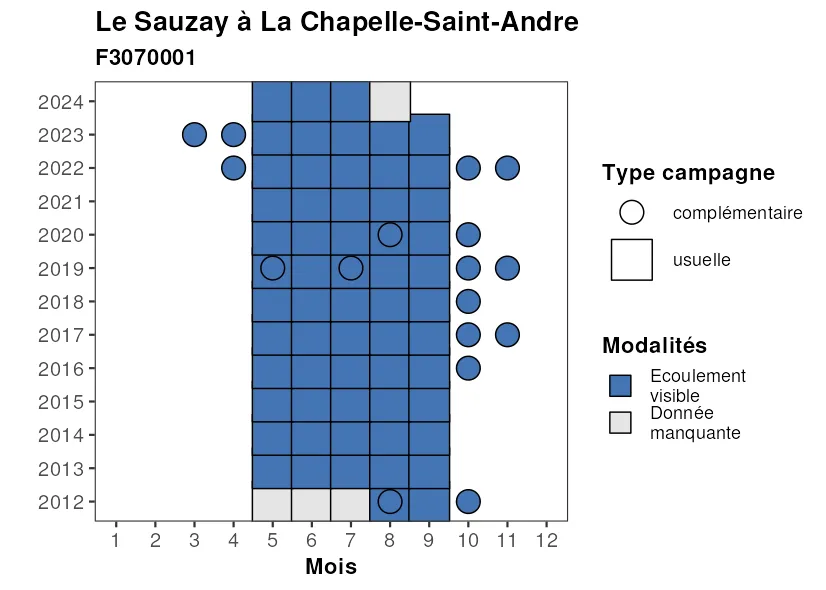 Le Sauzay à La Chapelle-Saint-Andre
F3070001
2024
2023
2022
2021
2020
2019
2018
2017
2016
2015
2014
2013
2012
1 2 3 4 5 6 7 8 9 10 11 12
Mois
Type campagne
complémentaire
usuelle
Modalités
Ecoulement
visible
Donnée
manquante